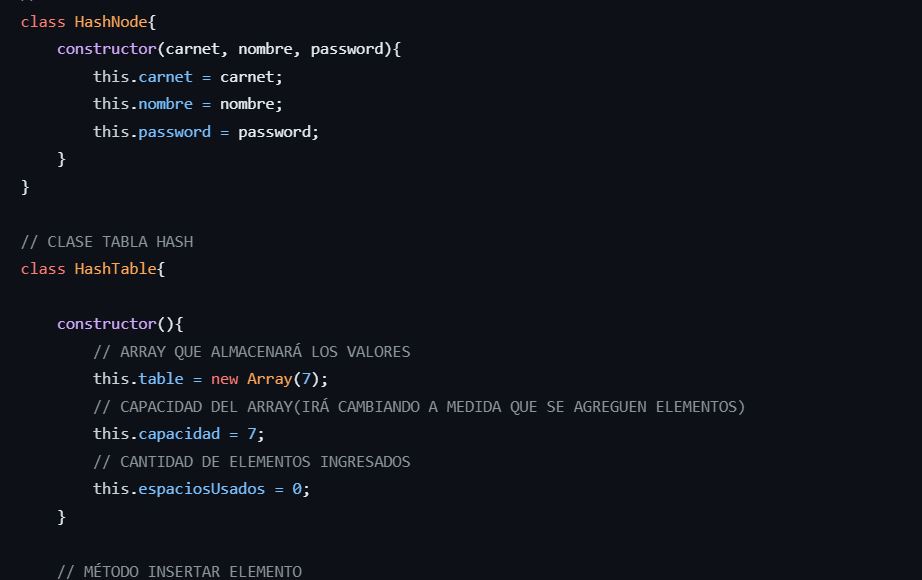 class HashNode{
    constructor(carnet, nombre, password){
        this.carnet = carnet;
        this.nombre = nombre;
        this.password = password;
    }
}
// CLASE TABLA HASH
class HashTable{
    constructor(){
        // ARRAY QUE ALMACENARÁ LOS VALORES
        this.table = new Array(7);
        // CAPACIDAD DEL ARRAY(IRÁ CAMBIANDO A MEDIDA QUE SE AGREGUEN ELEMENTOS)
        this.capacidad = 7;
        // CANTIDAD DE ELEMENTOS INGRESADOS
        this.espaciosUsados = 0;
    }
    // MÉTODO INSERTAR ELEMENTO